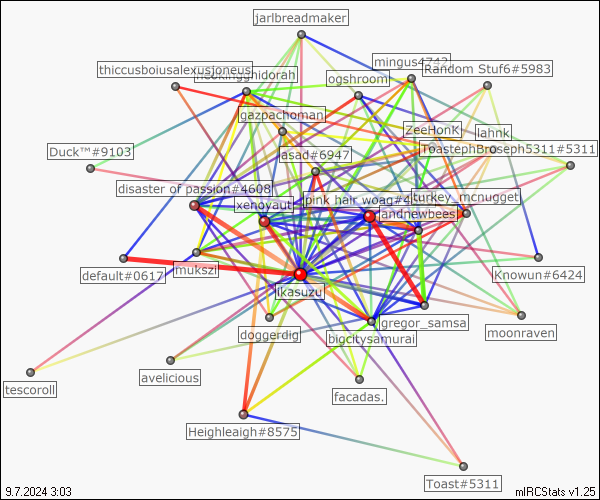 jarlbreadmaker
mingus4742
thiccusboiusalexusjoneus
Random Stuf6#5983
ogshroom
gazpachoman
ZeeHonK
lahnk
Duck™#9103
asad#6947
ToastephBroseph5311#5311
disaster of passion#4608
pink hair woag#4
turkey_mcnugget
xenoyaut
andnewbees
default#0617
mukszi
Knowun#6424
ikasuzu
gregor_samsa
moonraven
doggerdig
bigcitysamurai
avelicious
tescoroll
facadas.
Heighleaigh#8575
Toast#5311
9.7.2024 3:03
mIRCStats v1.25